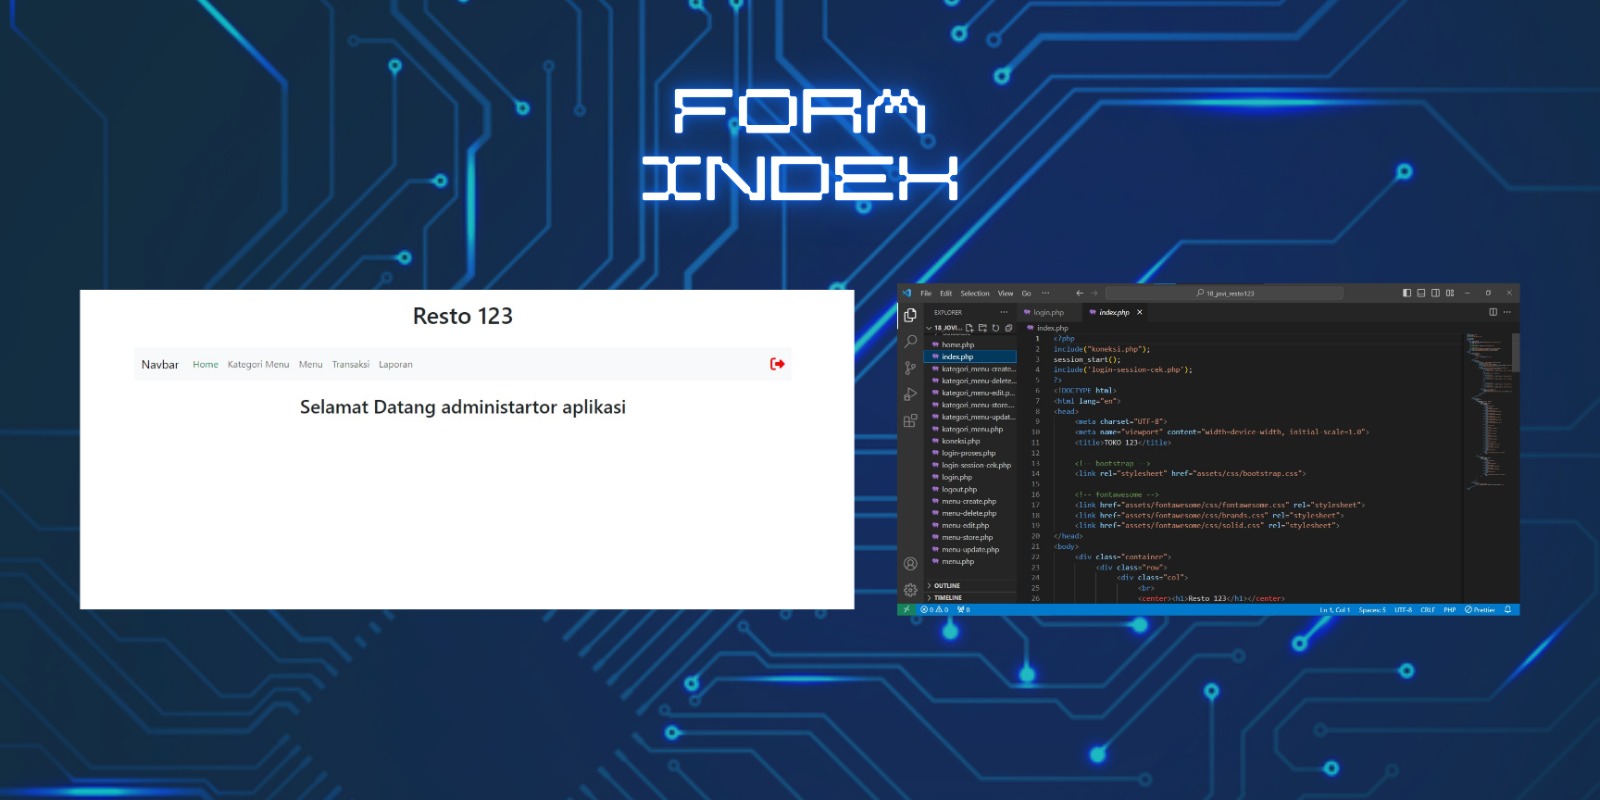 FORM
INDEX
Resto 123
Navbar Home Kategori Menu Menu Transaksi Laporan
Selamat Datang administartor aplikasi
File Edit Selection View Go ··· 18_jovi_resto123
EXPLORER ···
login.php index.php
18_JOVI...
index.php
home.php
index.php
kategori_menu-create...
kategori_menu-delete...
kategori_menu-edit.p...
kategori_menu-store....
kategori_menu-updat...
kategori_menu.php
koneksi.php
login-proses.php
login-session-cek.php
login.php
logout.php
menu-create.php
menu-delete.php
menu-edit.php
menu-store.php
menu-update.php
menu.php
OUTLINE
TIMELINE
1 <?php
2 include("koneksi.php");
3 session_start();
4 include('login-session-cek.php');
5 ?>
6 <!DOCTYPE html>
7 <html lang="en">
8 <head>
9 <meta charset="UTF-8">
10 <meta name="viewport" content="width=device-width, initial-scale=1.0">
11 <title>TOKO 123</title>
12
13 <!-- bootstrap -->
14 <link rel="stylesheet" href="assets/css/bootstrap.css">
15
16 <!-- fontawesome -->
17 <link href="assets/fontawesome/css/fontawesome.css" rel="stylesheet">
18 <link href="assets/fontawesome/css/brands.css" rel="stylesheet">
19 <link href="assets/fontawesome/css/solid.css" rel="stylesheet">
20 </head>
21 <body>
22 <div class="container">
23 <div class="row">
24 <div class="col">
25 <br>
26 <center><h1>Resto 123</h1></center>
0 0 0 Ln 1, Col 1 Spaces: 5 UTF-8 CRLF PHP Prettier